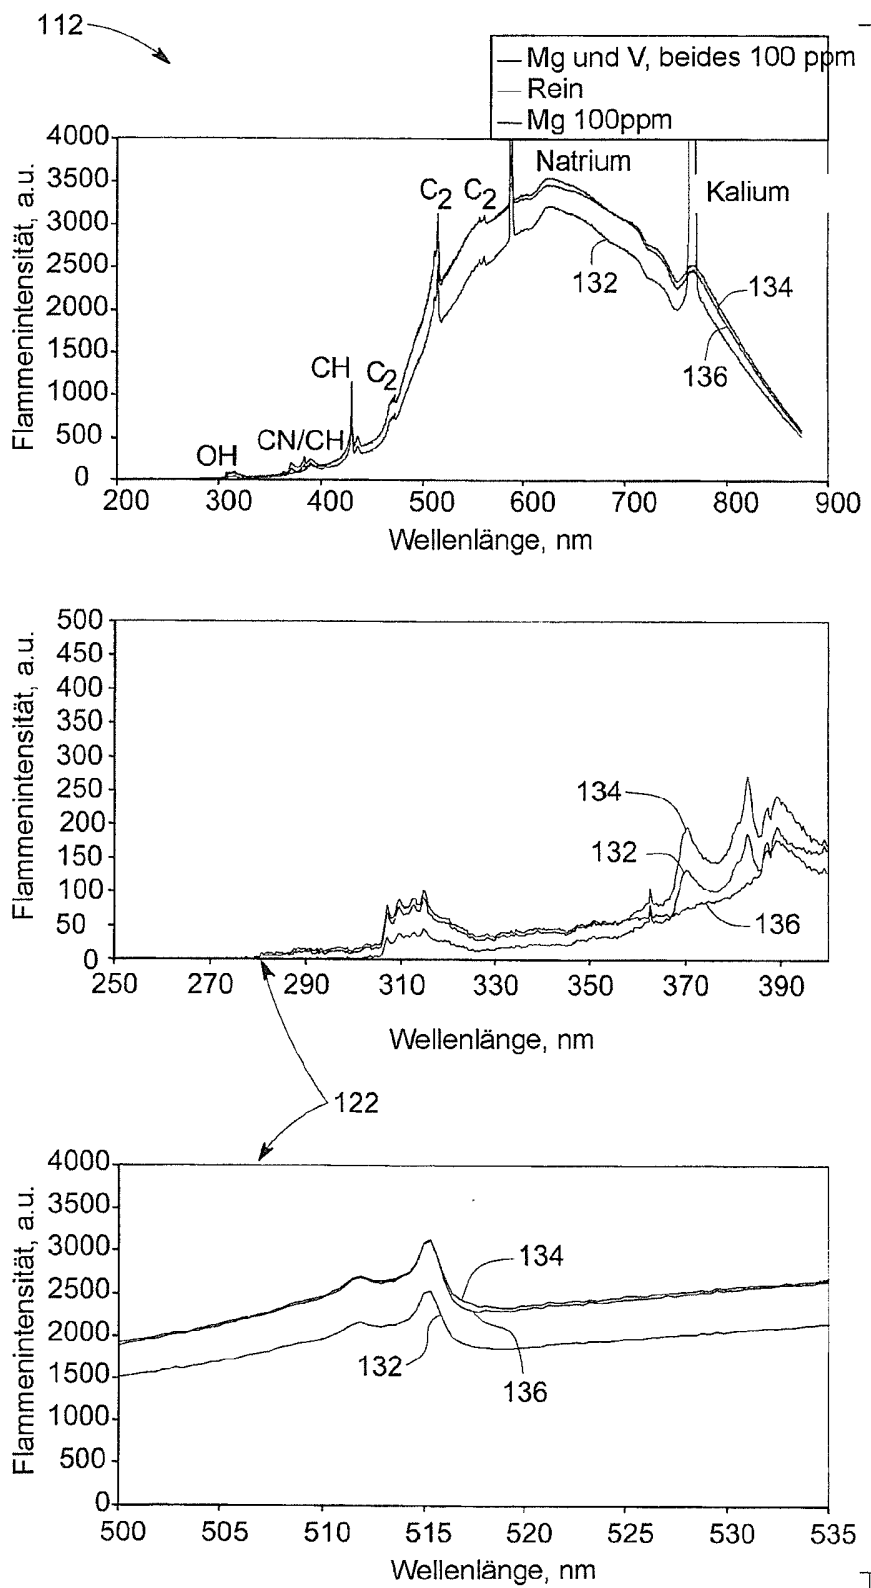 112
Mg und V, beides 100 ppm
Rein
Mg 100ppm
4000
3500
3000
2500
2000
1500
1000
500
0
Flammenintensität, a.u.
OH
CN/CH
CH
C2
C2
C2
Natrium
Kalium
132
134
136
200 300 400 500 600 700 800 900
Wellenlänge, nm
500
450
400
350
300
250
200
150
100
50
0
Flammenintensität, a.u.
134
132
136
250 270 290 310 330 350 370 390
Wellenlänge, nm
122
4000
3500
3000
2500
2000
1500
1000
500
0
Flammenintensität, a.u.
134
132
136
500 505 510 515 520 525 530 535
Wellenlänge, nm